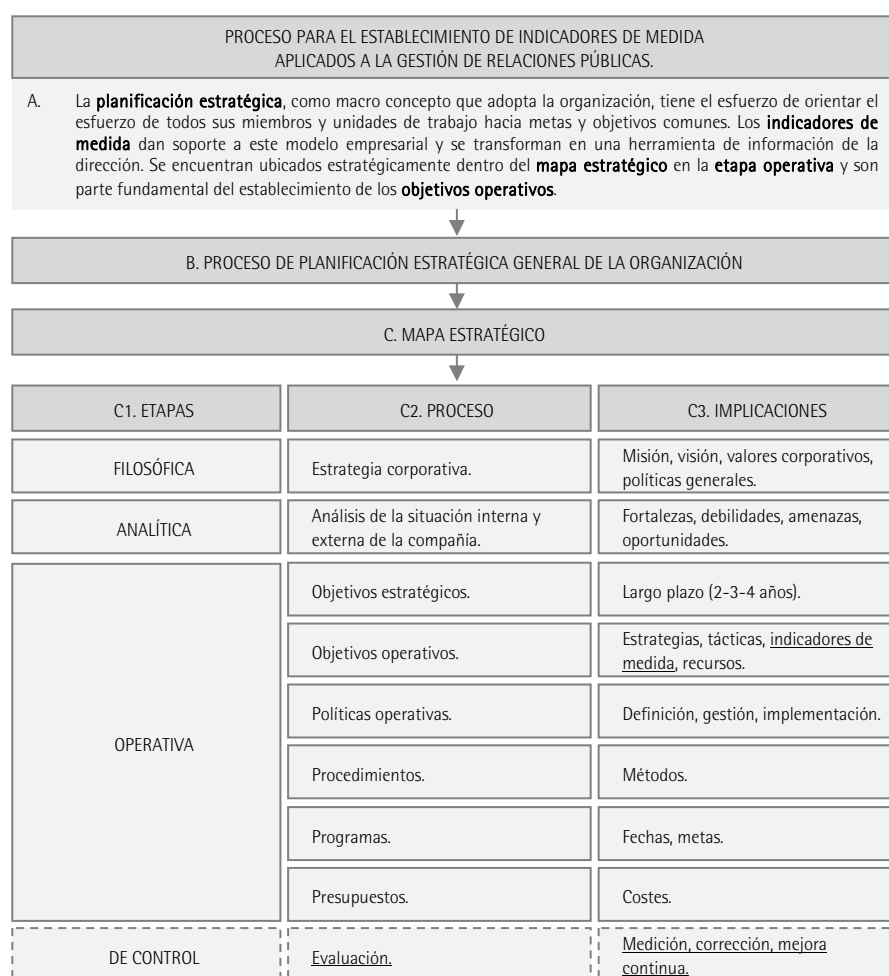 PROCESO PARA EL ESTABLECIMIENTO DE INDICADORES DE MEDIDA
APLICADOS A LA GESTIÓN DE RELACIONES PÚBLICAS.
A. La planificación estratégica, como macro concepto que adopta la organización, tiene el esfuerzo de orientar el
esfuerzo de todos sus miembros y unidades de trabajo hacia metas y objetivos comunes. Los indicadores de
medida dan soporte a este modelo empresarial y se transforman en una herramienta de información de la
dirección. Se encuentran ubicados estratégicamente dentro del mapa estratégico en la etapa operativa y son
parte fundamental del establecimiento de los objetivos operativos.
B. PROCESO DE PLANIFICACIÓN ESTRATÉGICA GENERAL DE LA ORGANIZACIÓN
C. MAPA ESTRATÉGICO
C1. ETAPAS
C2. PROCESO
C3. IMPLICACIONES
FILOSÓFICA
Estrategia corporativa.
Misión, visión, valores corporativos,
políticas generales.
ANALÍTICA
Análisis de la situación interna y
externa de la compañía.
Fortalezas, debilidades, amenazas,
oportunidades.
OPERATIVA
Objetivos estratégicos.
Largo plazo (2-3-4 años).
Objetivos operativos.
Estrategias, tácticas, indicadores de
medida, recursos.
Políticas operativas.
Definición, gestión, implementación.
Procedimientos.
Métodos.
Programas.
Fechas, metas.
Presupuestos.
Costes.
DE CONTROL
Evaluación.
Medición, corrección, mejora
continua.